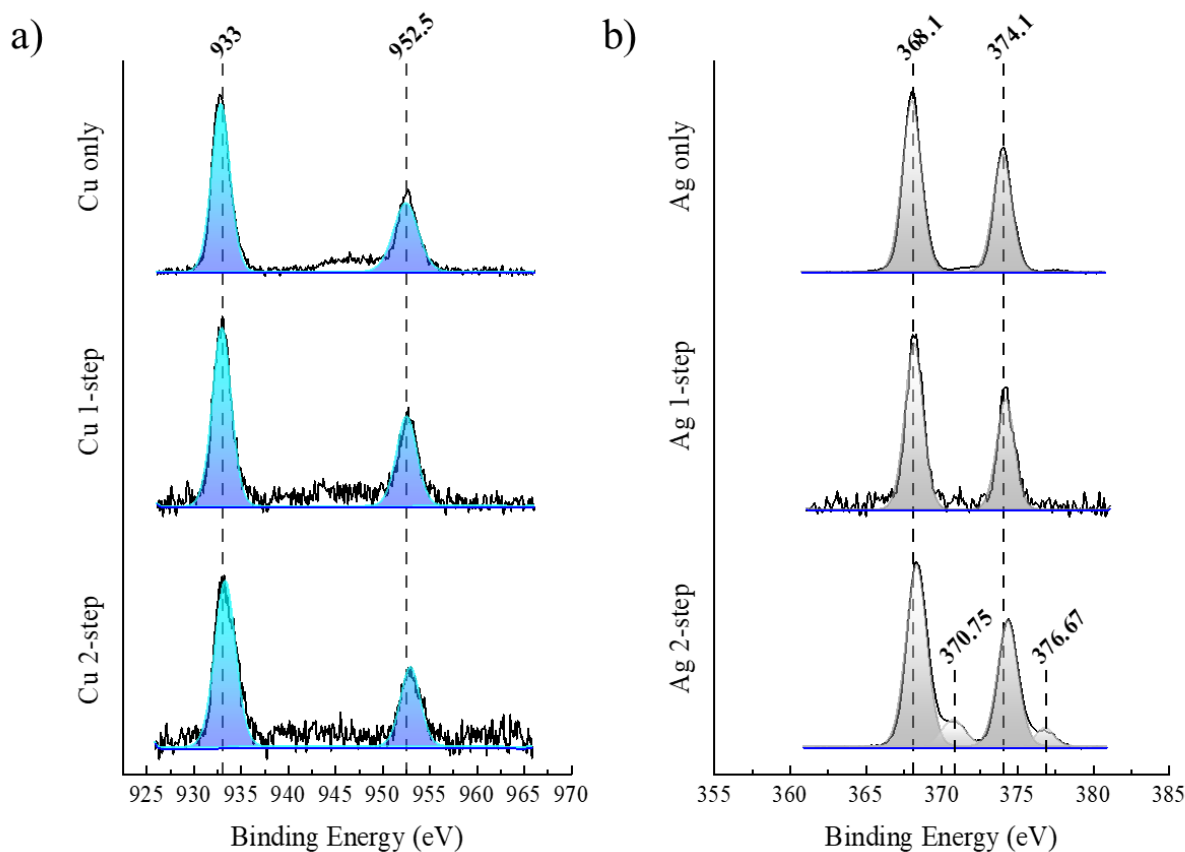 a)
933
952.5
Cu only
Cu 1-step
Cu 2-step
925 930 935 940 945 950 955 960 965 970
Binding Energy (eV)
b)
368.1
374.1
Ag only
Ag 1-step
Ag 2-step
370.75
376.67
355 360 365 370 375 380 385
Binding Energy (eV)